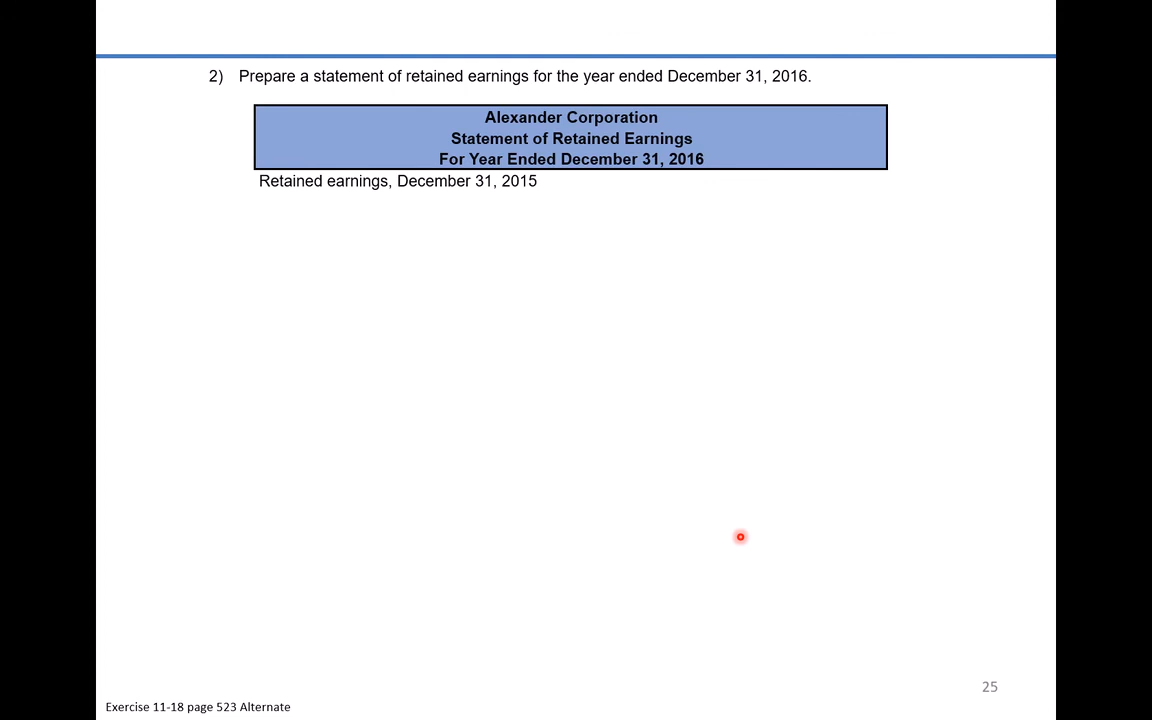 2) Prepare a statement of retained earnings for the year ended December 31, 2016.
Alexander Corporation
Statement of Retained Earnings
For Year Ended December 31, 2016
Retained earnings, December 31, 2015
25
Exercise 11-18 page 523 Alternate